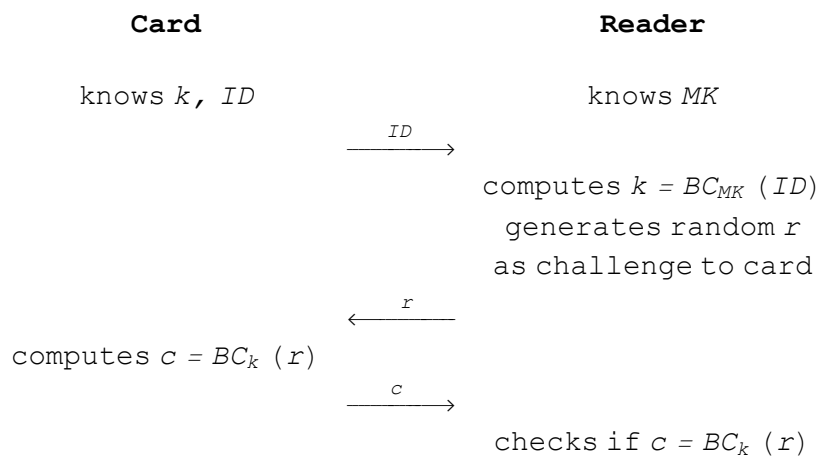 Card Reader
knows k, ID knows MK
ID
computes k = BC_MK (ID)
generates random r
as challenge to card
r
computes c = BC_k (r)
c
checks if c = BC_k (r)